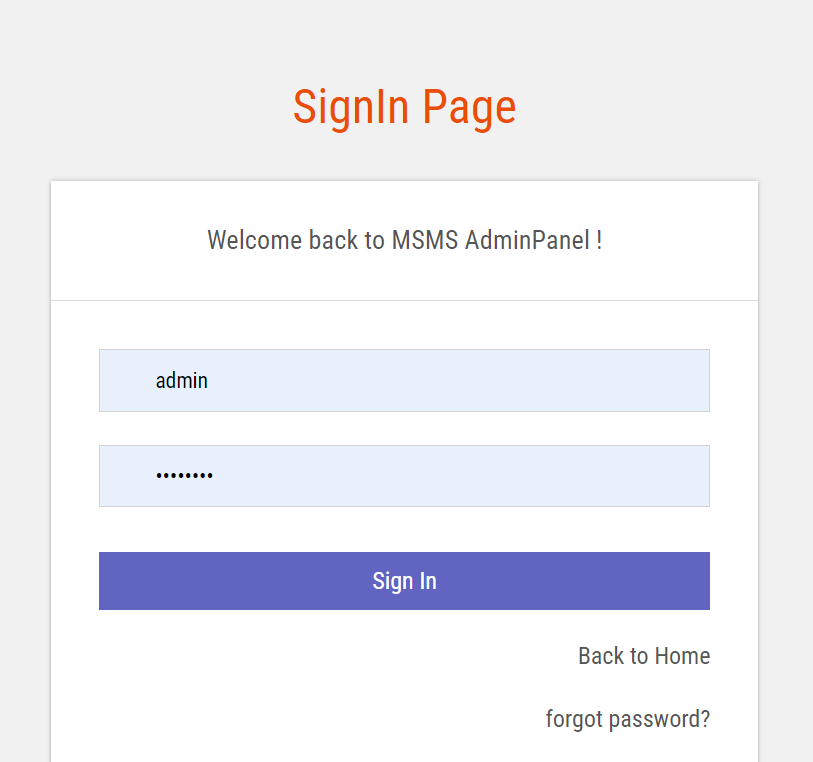 SignIn Page
Welcome back to MSMS AdminPanel !
admin
••••••••
Sign In
Back to Home
forgot password?